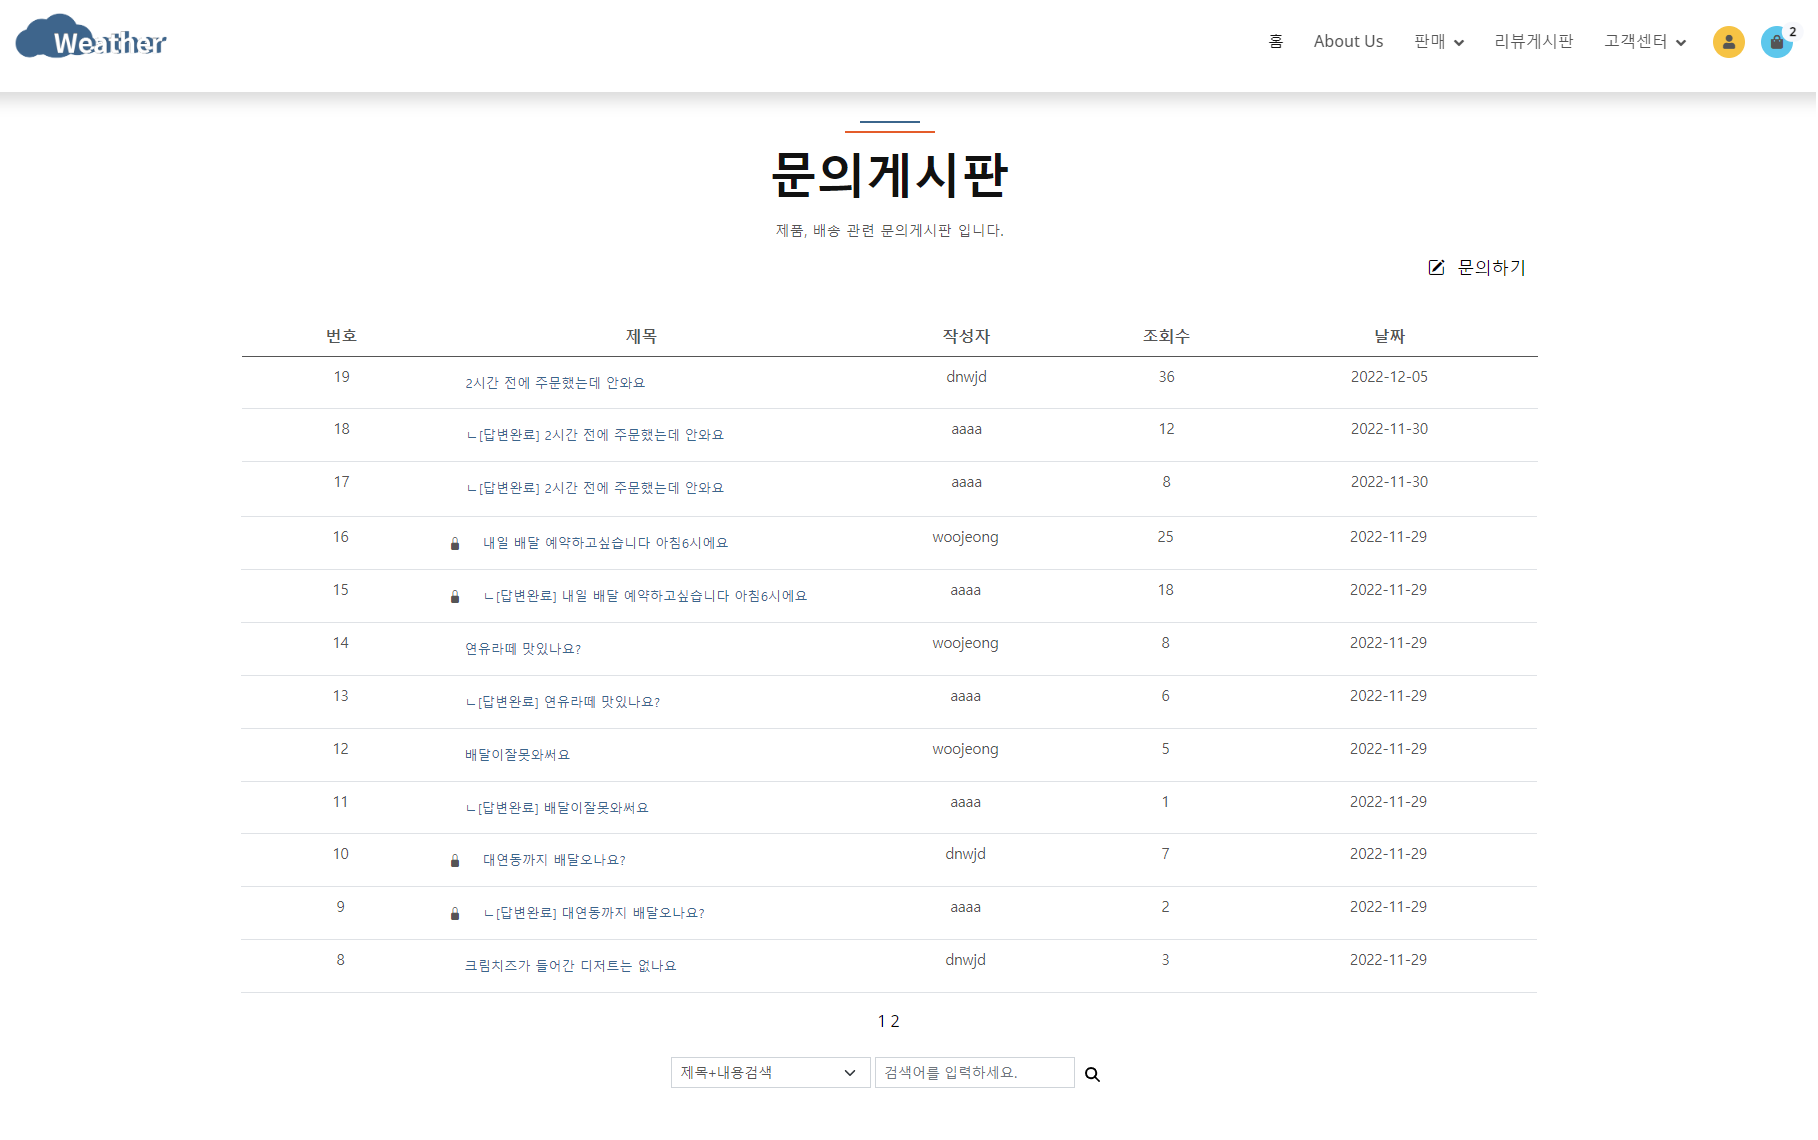 Weather
홈 About Us 판매 리뷰게시판 고객센터 2
문의게시판
제품, 배송 관련 문의게시판 입니다.
문의하기
번호 제목 작성자 조회수 날짜
19 2시간 전에 주문했는데 안와요 dnwjd 36 2022-12-05
18 ㄴ[답변완료] 2시간 전에 주문했는데 안와요 aaaa 12 2022-11-30
17 ㄴ[답변완료] 2시간 전에 주문했는데 안와요 aaaa 8 2022-11-30
16 내일 배달 예약하고싶습니다 아침6시에요 woojeong 25 2022-11-29
15 ㄴ[답변완료] 내일 배달 예약하고싶습니다 아침6시에요 aaaa 18 2022-11-29
14 연유라떼 맛있나요? woojeong 8 2022-11-29
13 ㄴ[답변완료] 연유라떼 맛있나요? aaaa 6 2022-11-29
12 배달이잘못와써요 woojeong 5 2022-11-29
11 ㄴ[답변완료] 배달이잘못와써요 aaaa 1 2022-11-29
10 대연동까지 배달오나요? dnwjd 7 2022-11-29
9 ㄴ[답변완료] 대연동까지 배달오나요? aaaa 2 2022-11-29
8 크림치즈가 들어간 디저트는 없나요 dnwjd 3 2022-11-29
1 2
제목+내용검색 검색어를 입력하세요.